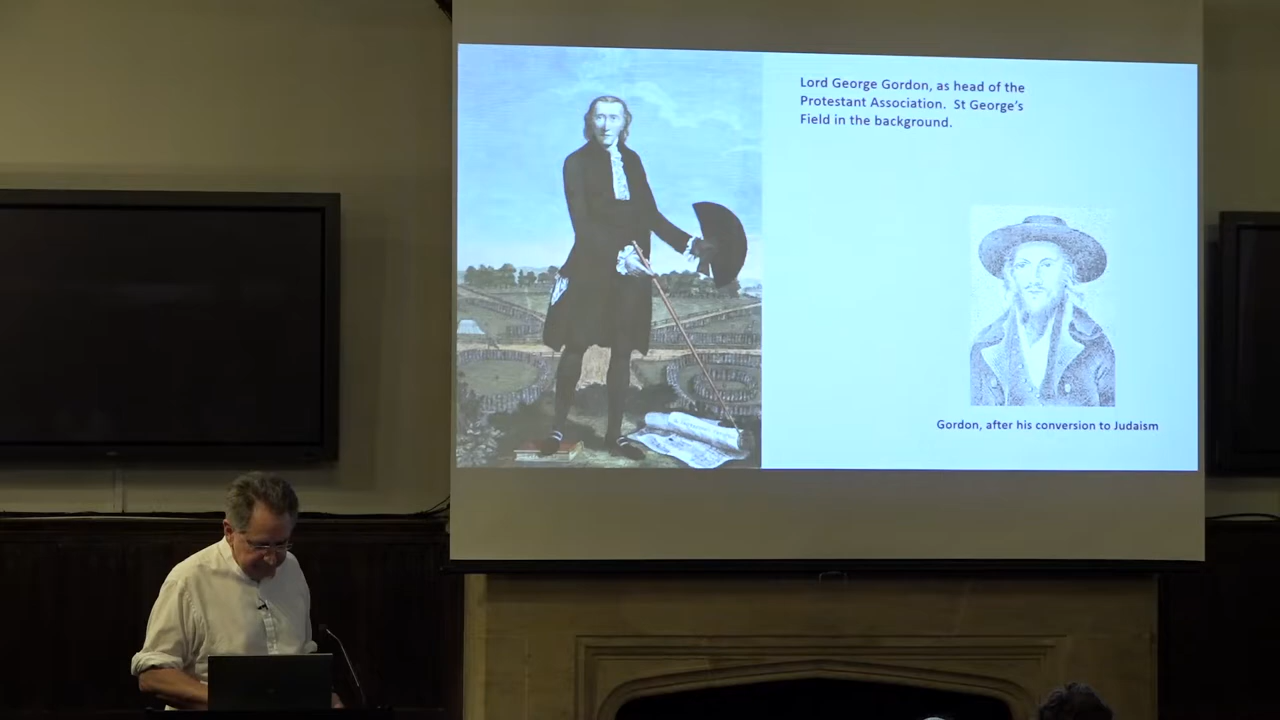 Lord George Gordon, as head of the
Protestant Association.  St George’s
Field in the background.
Gordon, after his conversion to Judaism